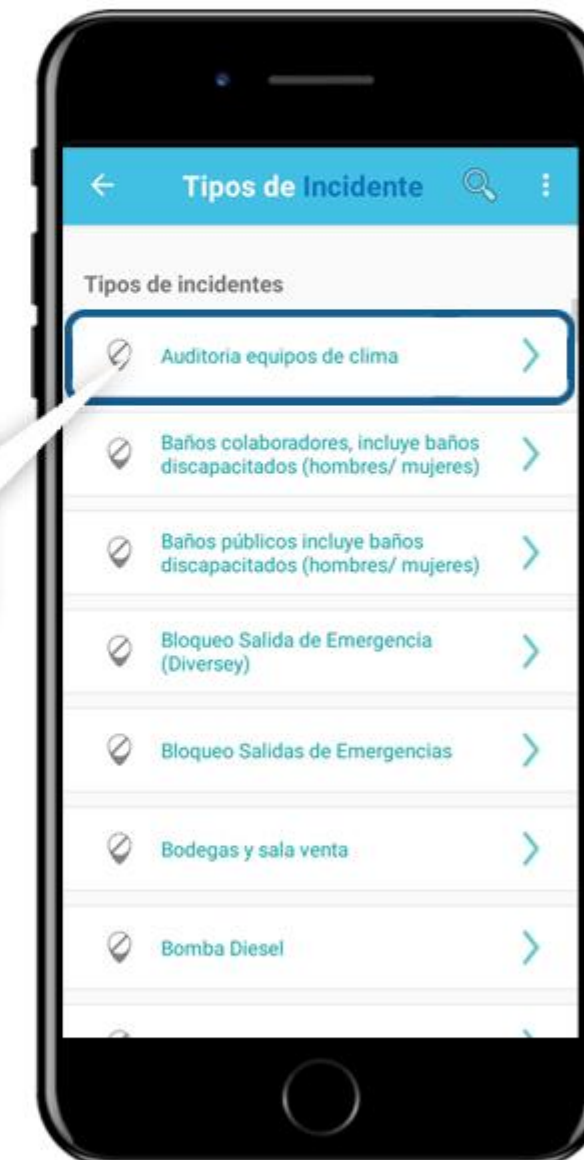 Tipos de Incidente
Tipos de incidentes
Auditoria equipos de clima
Baños colaboradores, incluye baños
discapacitados (hombres/ mujeres)
Baños públicos incluye baños
discapacitados (hombres/ mujeres)
Bloqueo Salida de Emergencia
(Diversey)
Bloqueo Salidas de Emergencias
Bodegas y sala venta
Bomba Diesel